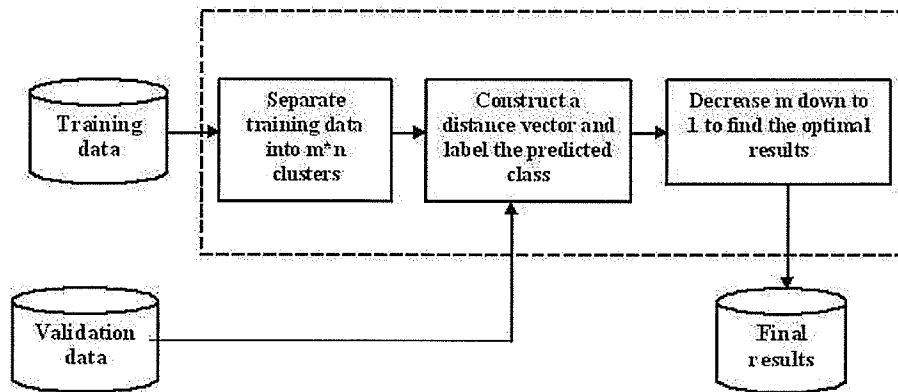 Training
data
Separate
training data
into m*n
clusters
Construct a
distance vector and
label the predicted
class
Decrease m down to
1 to find the optimal
results
Validation
data
Final
results